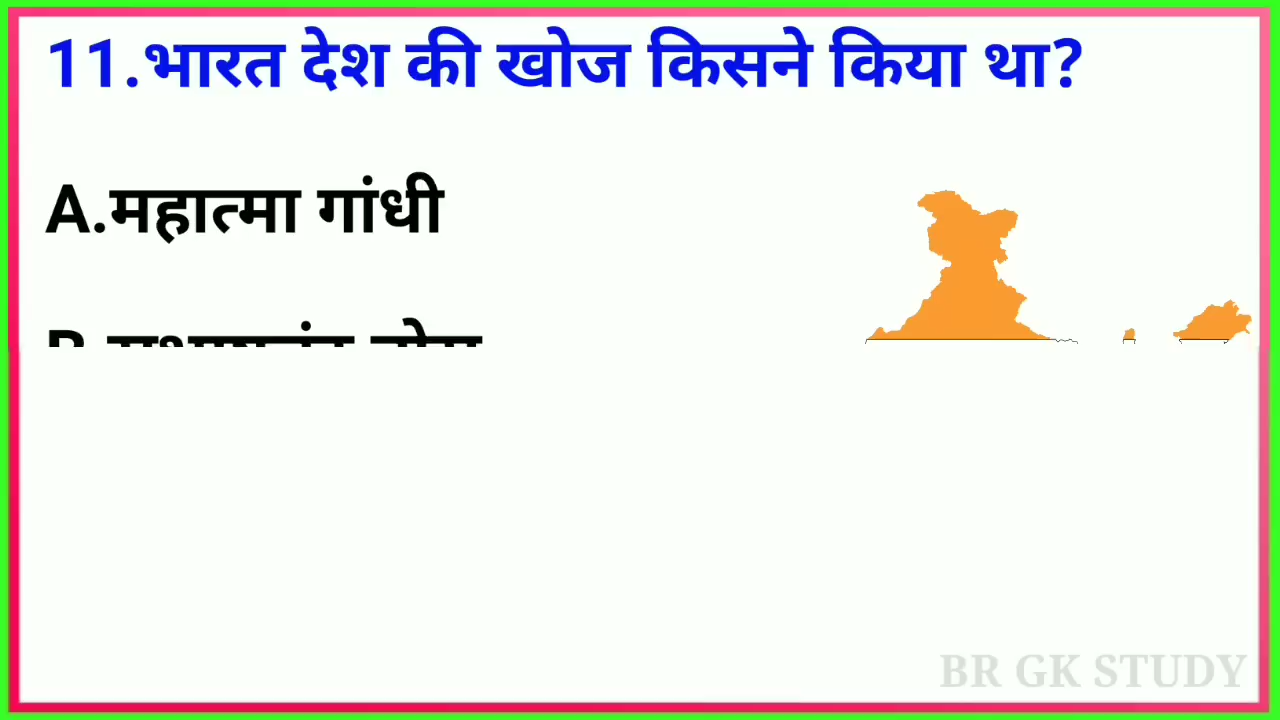 11.भारत देश की खोज किसने किया था?
A.महात्मा गांधी
BR GK STUDY